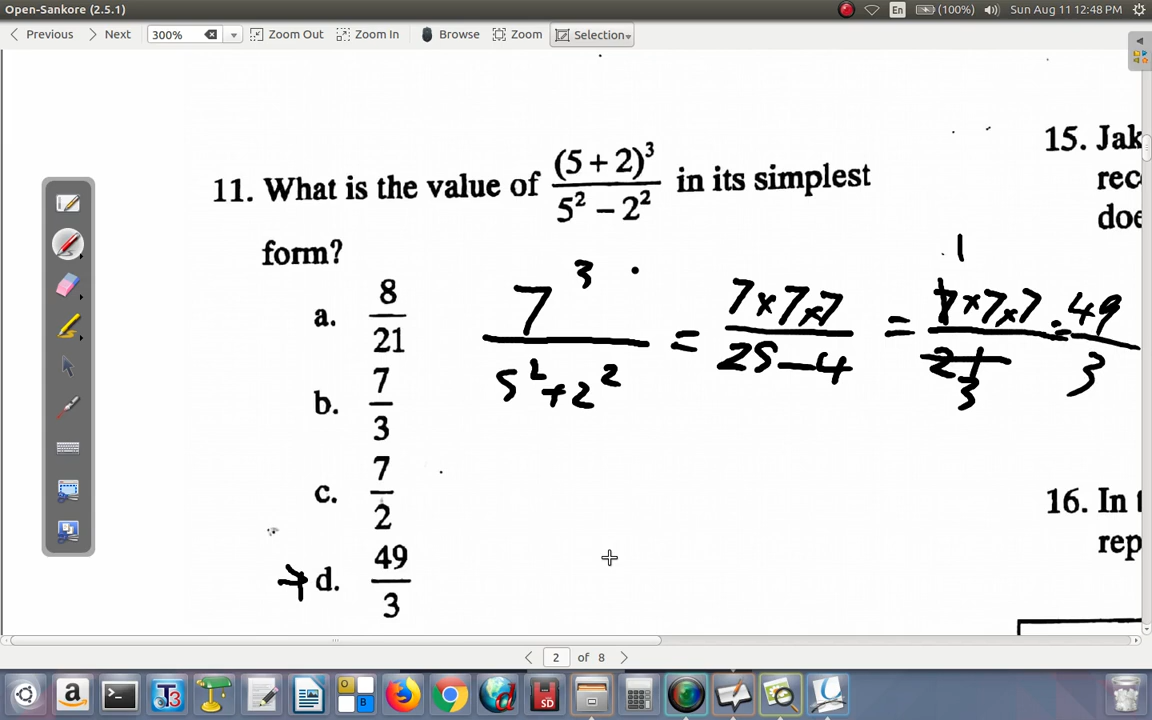 Open-Sankore (2.5.1)
En (100%) Sun Aug 11 12:48 PM
Previous Next 300% Zoom Out Zoom In Browse Zoom Selection
11. What is the value of (5 + 2)³ / 5² − 2² in its simplest
form?
a. 8/21
b. 7/3
c. 7/2
→ d. 49/3
7³ / 5² + 2² = 7×7×7 / 25 − 4 = 7×7×7 / 21 = 49 / 3
1
3
15. Jak
rec
doe
16. In
rep
2 of 8